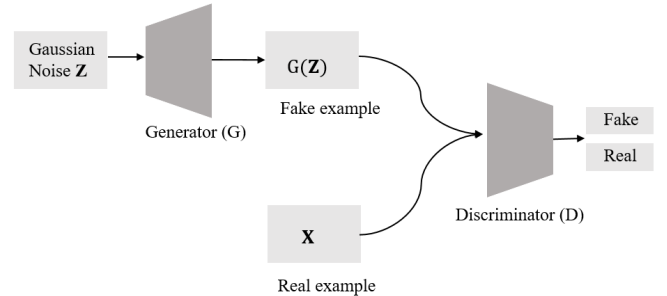 Gaussian
Noise Z
Generator (G)
G(Z)
Fake example
X
Real example
Discriminator (D)
Fake
Real